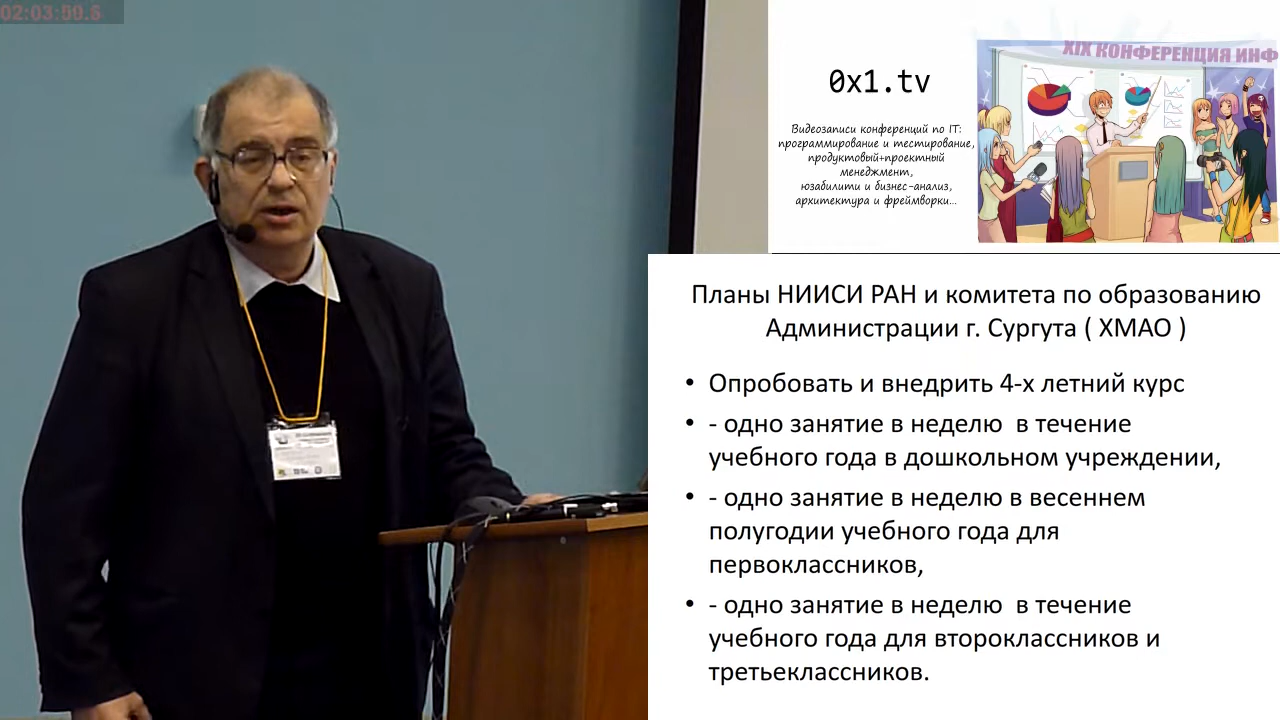 02:03:59.6
0x1.tv
Видеозаписи конференций по IT:
программирование и тестирование,
продуктовый+проектный
менеджмент,
юзабилити и бизнес-анализ,
архитектура и фреймворки...
XIX КОНФЕРЕНЦИЯ ИНФ
Планы НИИСИ РАН и комитета по образованию
Администрации г. Сургута ( ХМАО )
• Опробовать и внедрить 4-х летний курс
• - одно занятие в неделю в течение
учебного года в дошкольном учреждении,
• - одно занятие в неделю в весеннем
полугодии учебного года для
первоклассников,
• - одно занятие в неделю в течение
учебного года для второклассников и
третьеклассников.